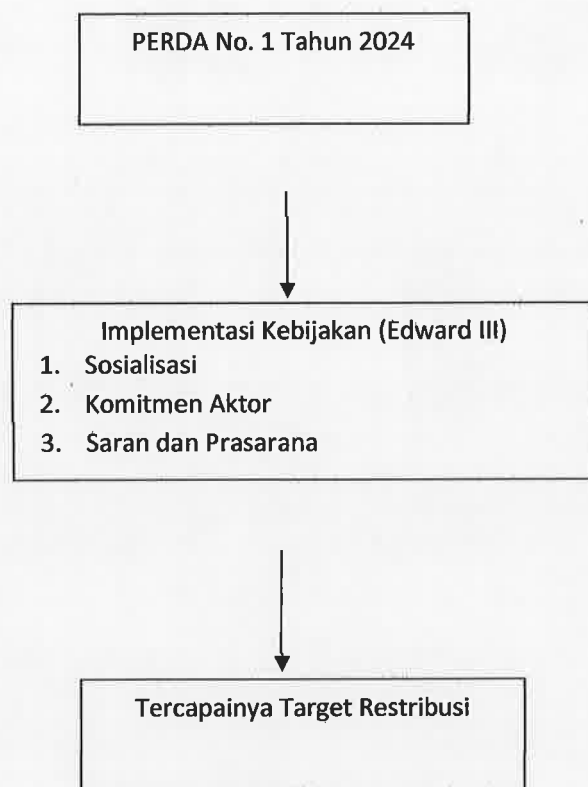 PERDA No. 1 Tahun 2024
Implementasi Kebijakan (Edward III)
1. Sosialisasi
2. Komitmen Aktor
3. Saran dan Prasarana
Tercapainya Target Restribusi